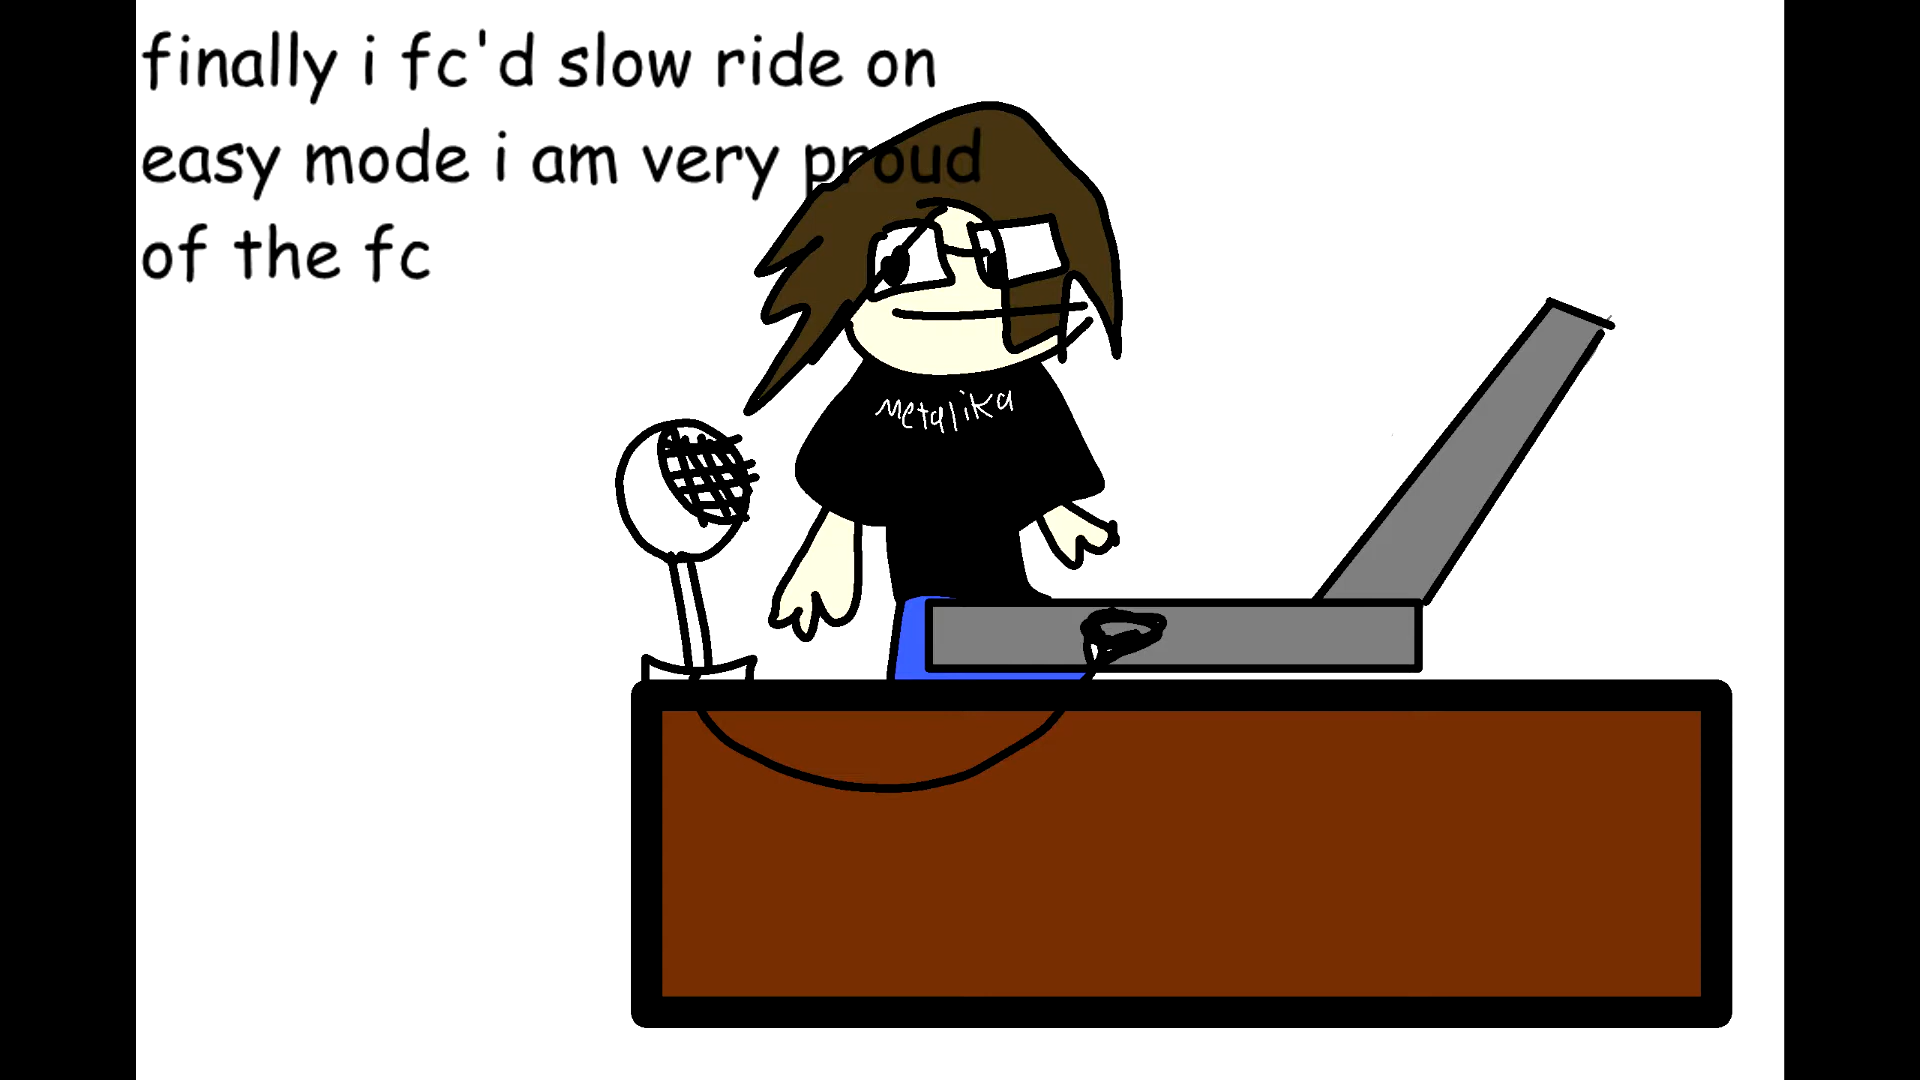 finally i fc'd slow ride on
easy mode i am very proud
of the fc
metalika